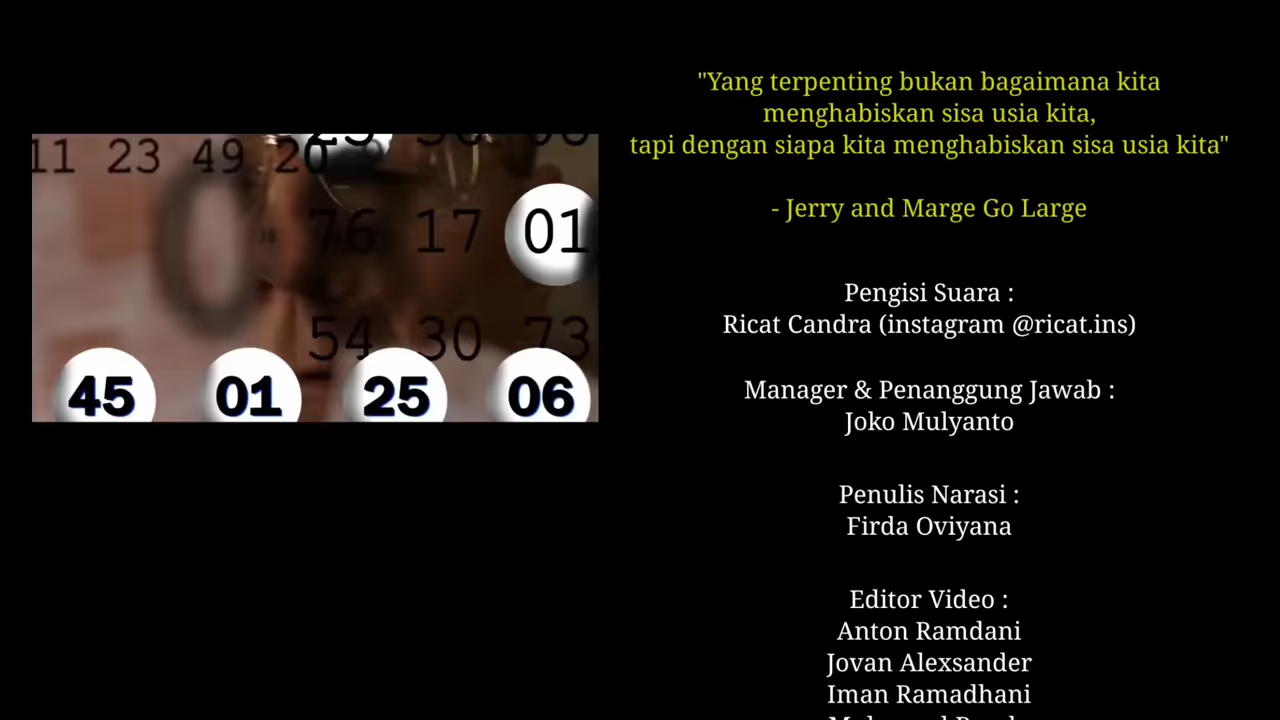 11 23 49 20
76 17 01
54 30 73
45 01 25 06
"Yang terpenting bukan bagaimana kita
menghabiskan sisa usia kita,
tapi dengan siapa kita menghabiskan sisa usia kita"
- Jerry and Marge Go Large
Pengisi Suara :
Ricat Candra (instagram @ricat.ins)
Manager & Penanggung Jawab :
Joko Mulyanto
Penulis Narasi :
Firda Oviyana
Editor Video :
Anton Ramdani
Jovan Alexsander
Iman Ramadhani